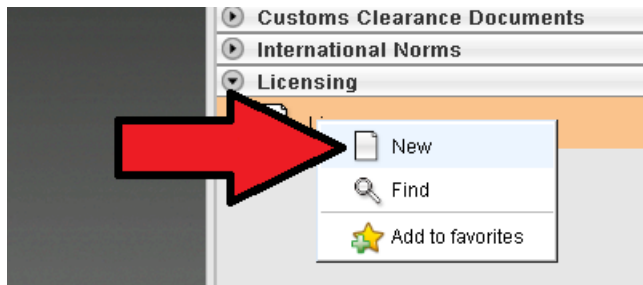 Customs Clearance Documents
International Norms
Licensing
New
Find
Add to favorites